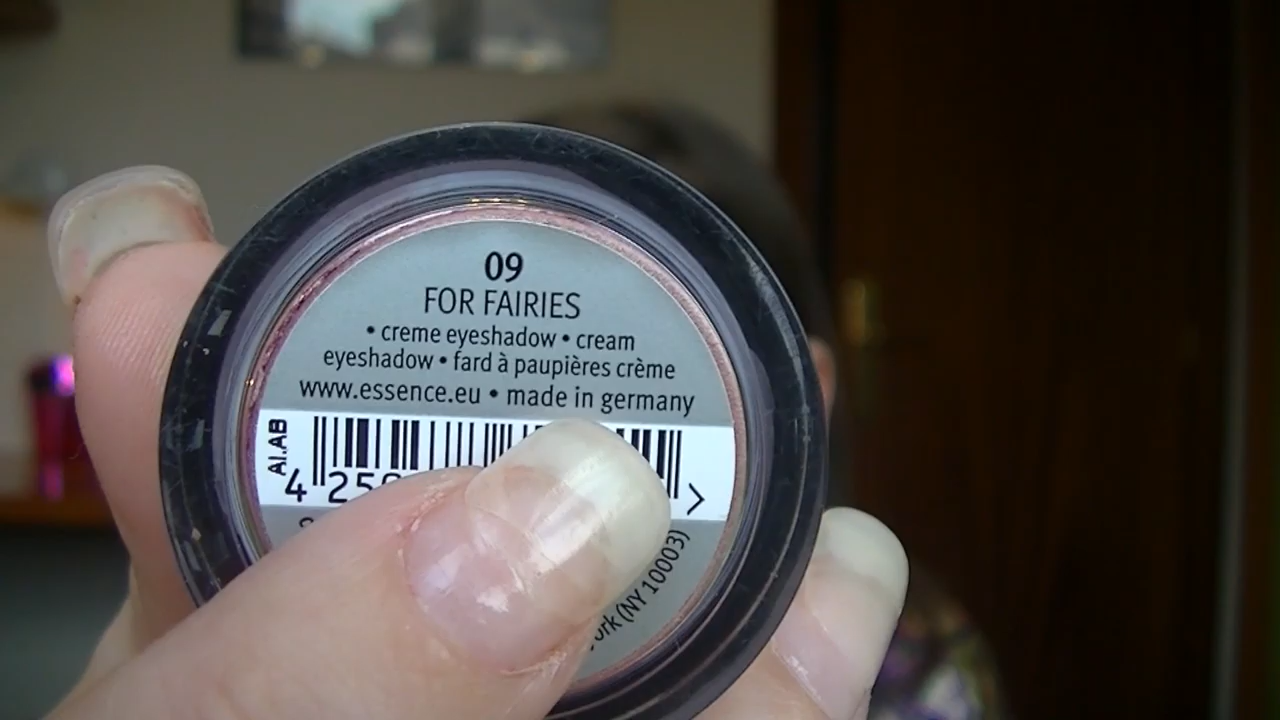 09
FOR FAIRIES
• creme eyeshadow • cream
eyeshadow • fard à paupières crème
www.essence.eu • made in germany
AI.AB
4 250
(NY 10003)